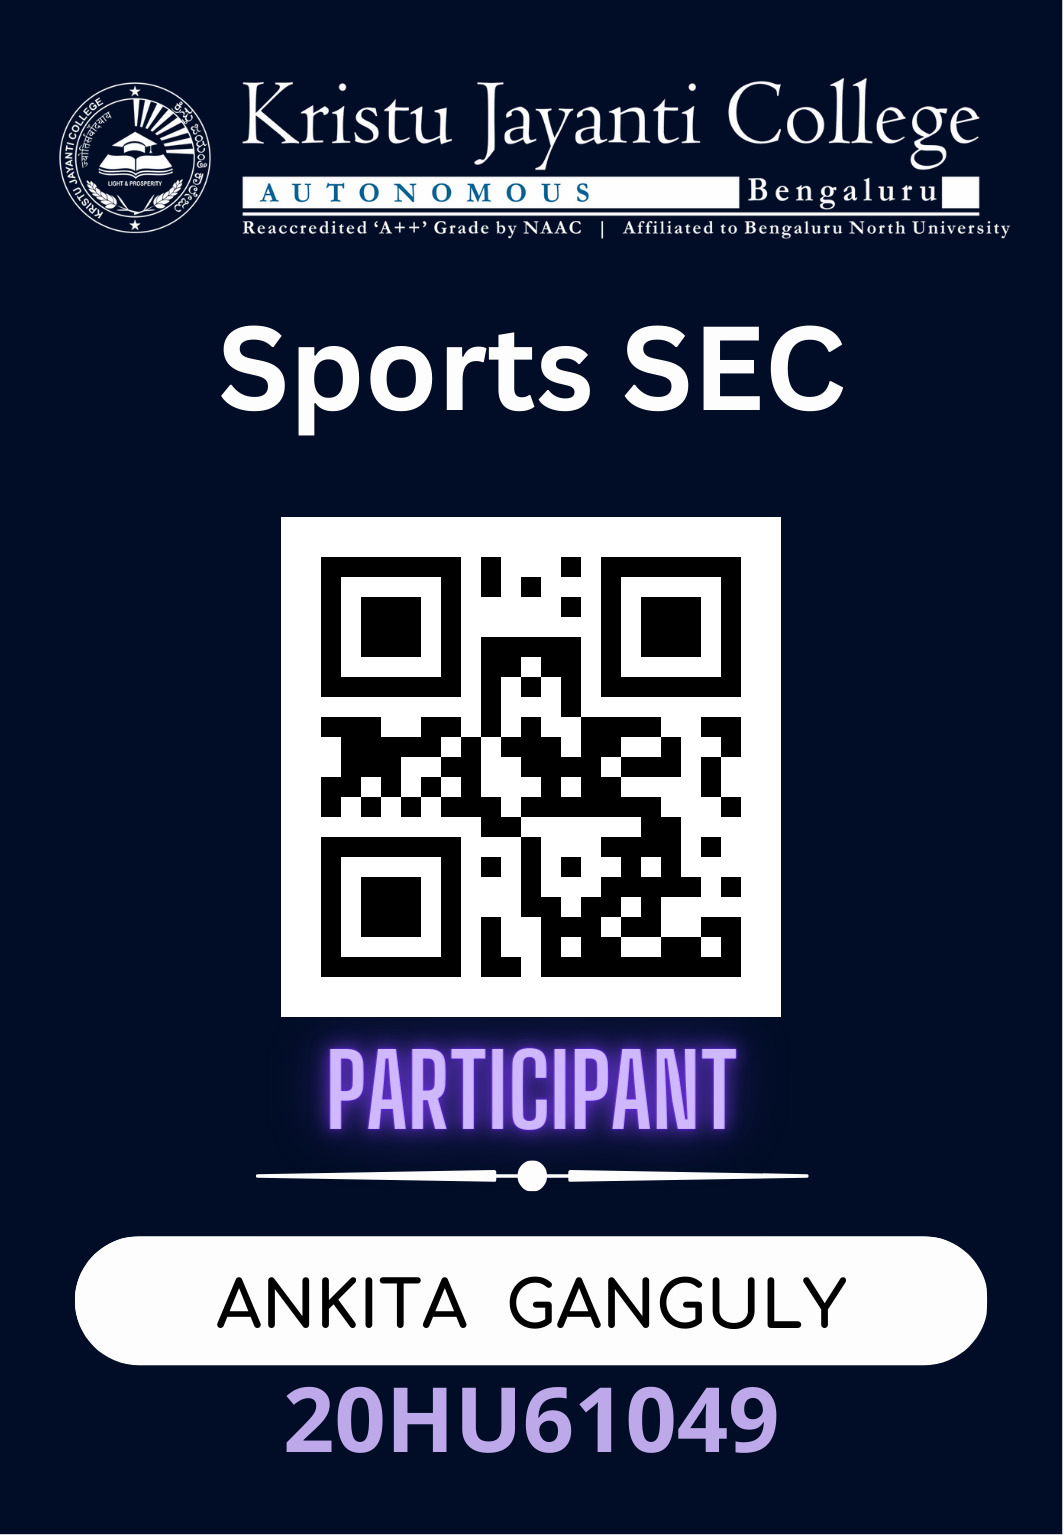 Kristu Jayanti College
AUTONOMOUS Bengaluru
Reaccredited ‘A++’ Grade by NAAC | Affiliated to Bengaluru North University
KRISTU JAYANTI COLLEGE
LIGHT & PROSPERITY
Sports SEC
PARTICIPANT
ANKITA GANGULY
20HU61049